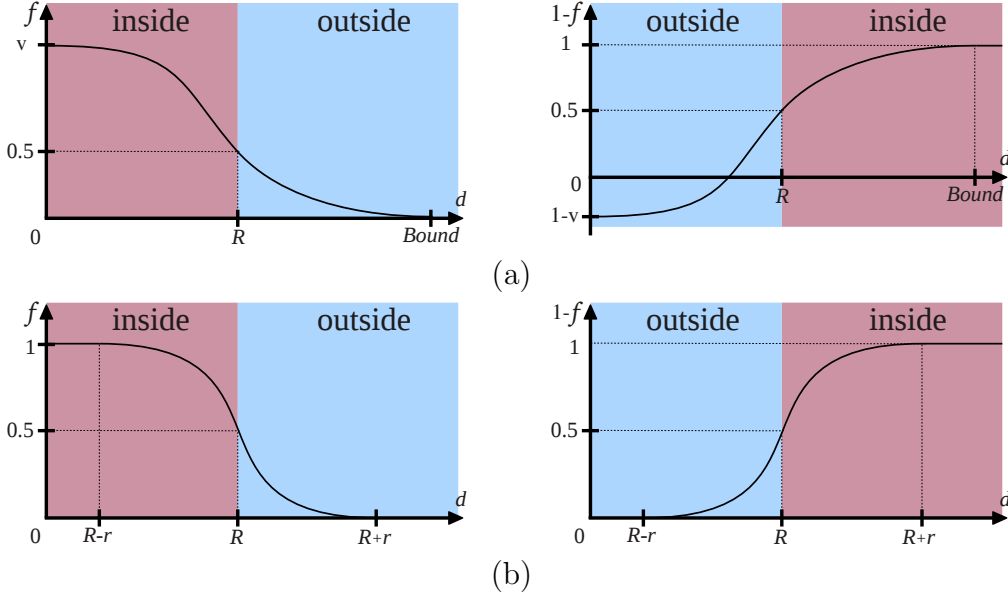 f inside outside
v
0.5
d
0 R Bound
1-f outside inside
1
0.5
d
0 R Bound
1-v
(a)
f inside outside
1
0.5
d
0 R-r R R+r
1-f outside inside
1
0.5
d
0 R-r R R+r
(b)